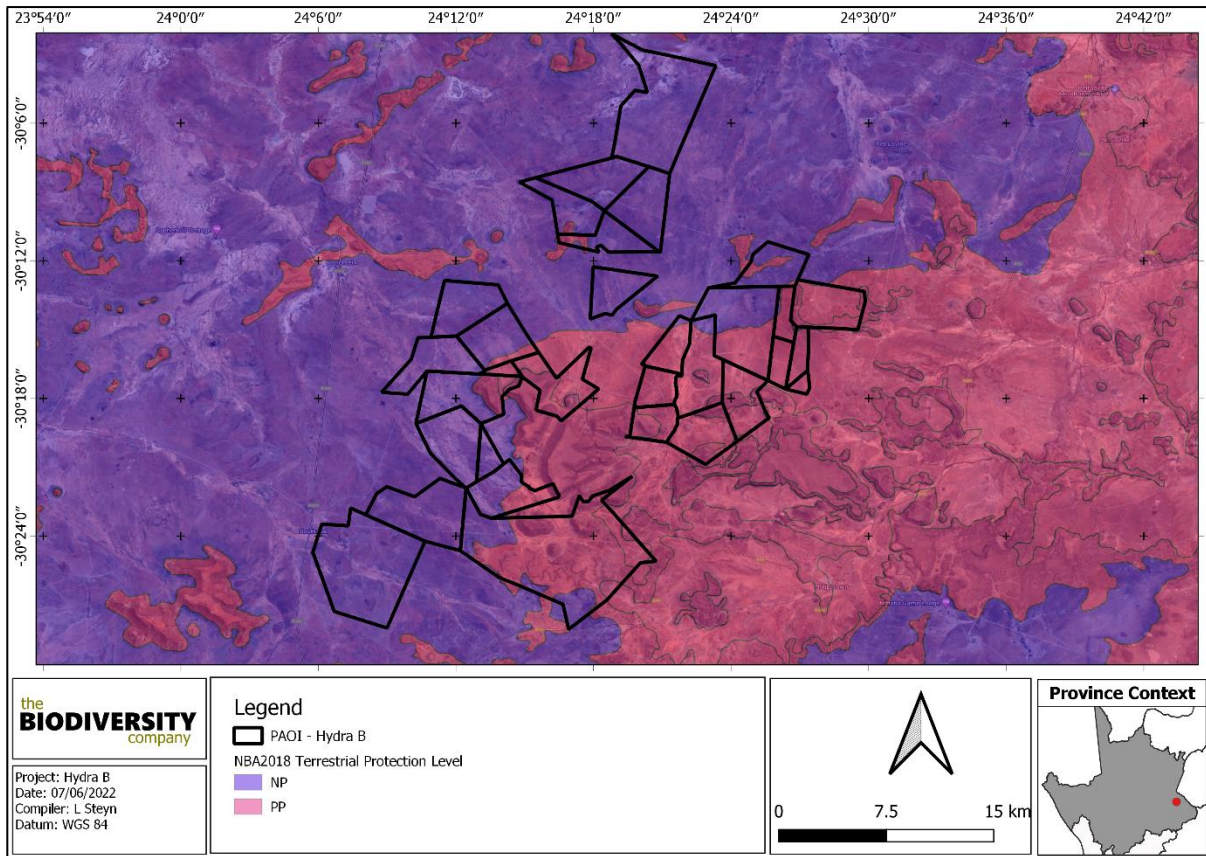 23°54′0″ 24°0′0″ 24°6′0″ 24°12′0″ 24°18′0″ 24°24′0″ 24°30′0″ 24°36′0″ 24°42′0″
-30°6′0″
-30°12′0″
-30°18′0″
-30°24′0″
the
BIODIVERSITY
company
Project: Hydra B
Date: 07/06/2022
Compiler: L Steyn
Datum: WGS 84
Legend
PAOI - Hydra B
NBA2018 Terrestrial Protection Level
NP
PP
0 7.5 15 km
Province Context